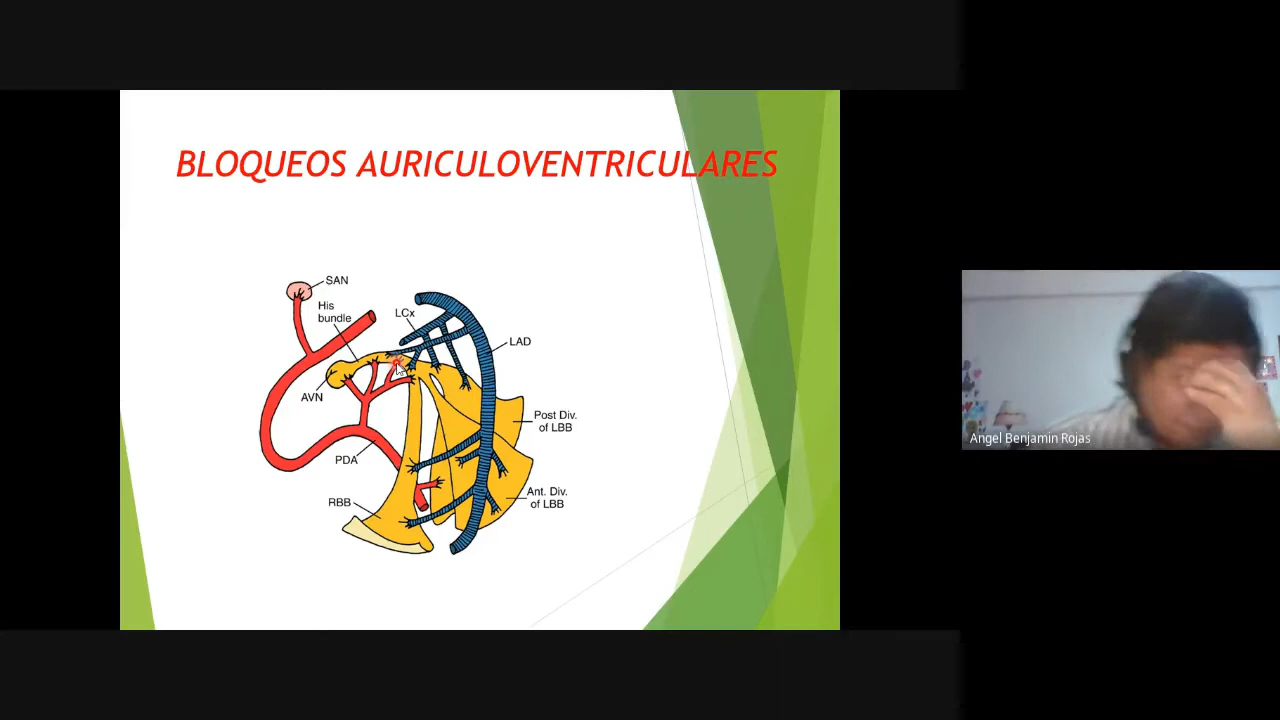 BLOQUEOS AURICULOVENTRICULARES
SAN
His
bundle
LCx
LAD
AVN
Post Div.
of LBB
PDA
Ant. Div.
of LBB
RBB
Angel Benjamin Rojas